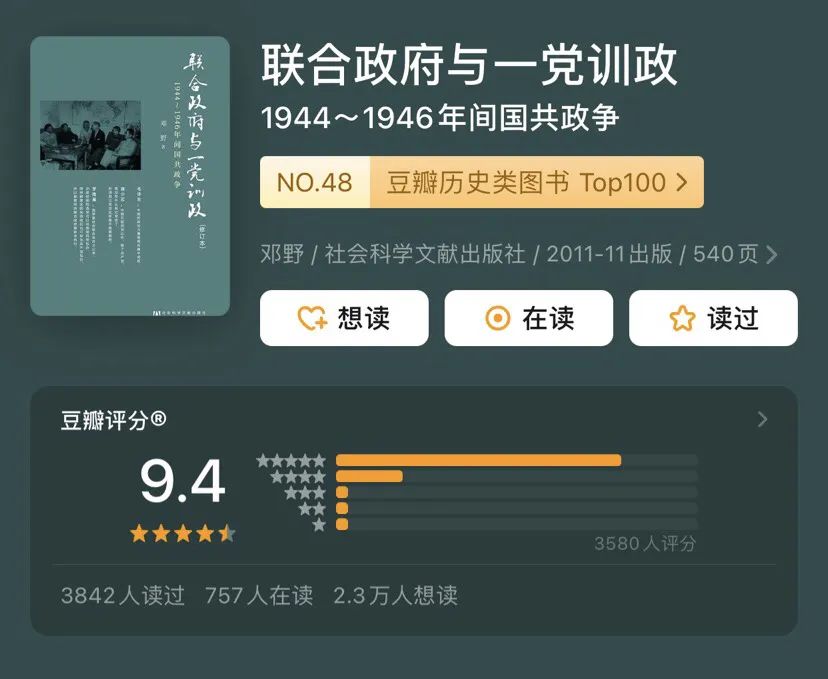 联合政府与一党训政
1944～1946年间国共政争
邓 野 著
(修订本)
联合政府与一党训政
1944～1946年间国共政争
NO.48 豆瓣历史类图书 Top100
邓野 / 社会科学文献出版社 / 2011-11出版 / 540页
想读 在读 读过
豆瓣评分®
9.4
3580人评分
3842人读过 757人在读 2.3万人想读